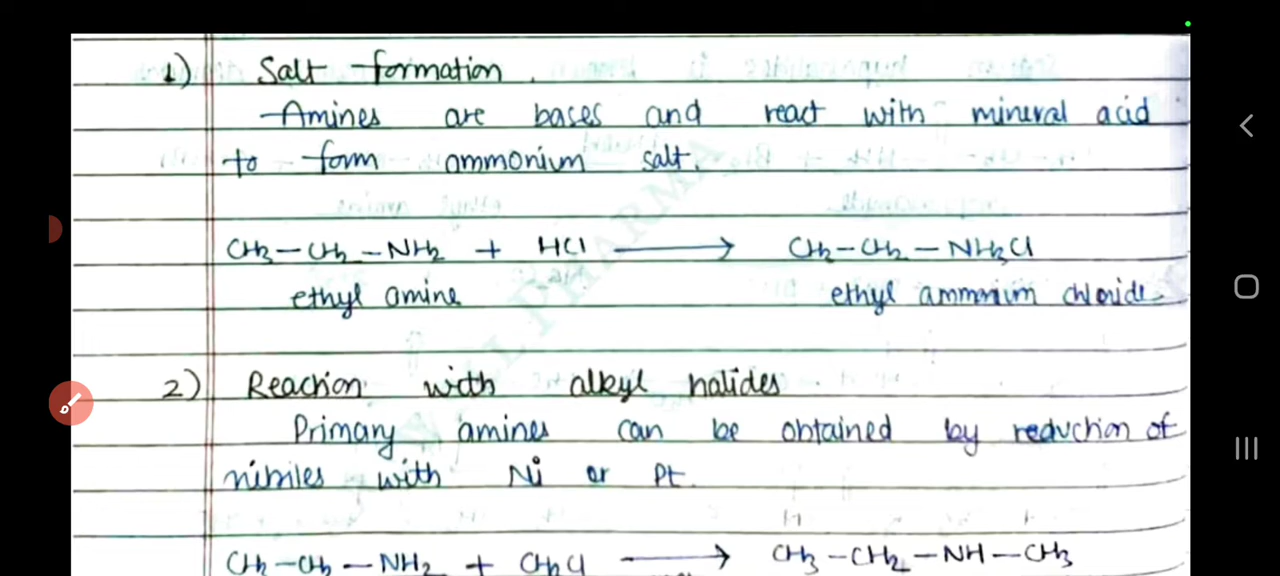 1) Salt formation.
Amines are bases and react with mineral acid
to form ammonium salt.
CH3-CH2-NH2 + HCl ⟶ CH3-CH2-NH3Cl
ethyl amine ethyl ammonium chloride
2) Reaction with alkyl halides
Primary amines can be obtained by reduction of
nitriles with Ni or Pt.
CH3-CH2-NH2 + CH3Cl ⟶ CH3-CH2-NH-CH3